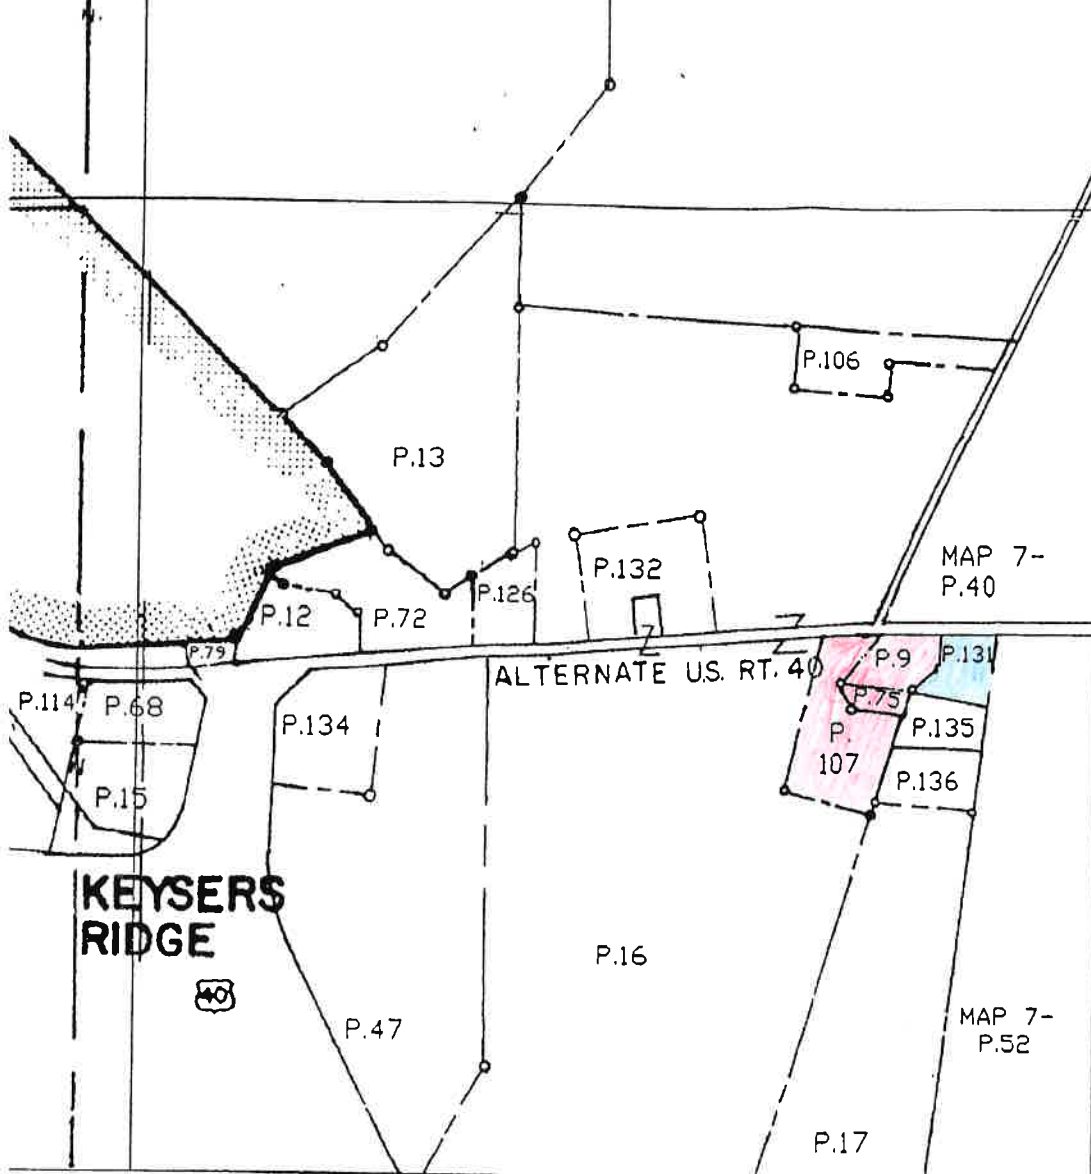 N.
P.106
P.13
MAP 7-
P.40
P.132
P.126
P.12
P.72
P.79
P.9
P.131
ALTERNATE U.S. RT. 40
P.114
P.68
P.75
P.134
P.135
P.
107
P.136
P.15
KEYSERS
RIDGE
40
P.16
P.47
MAP 7-
P.52
P.17